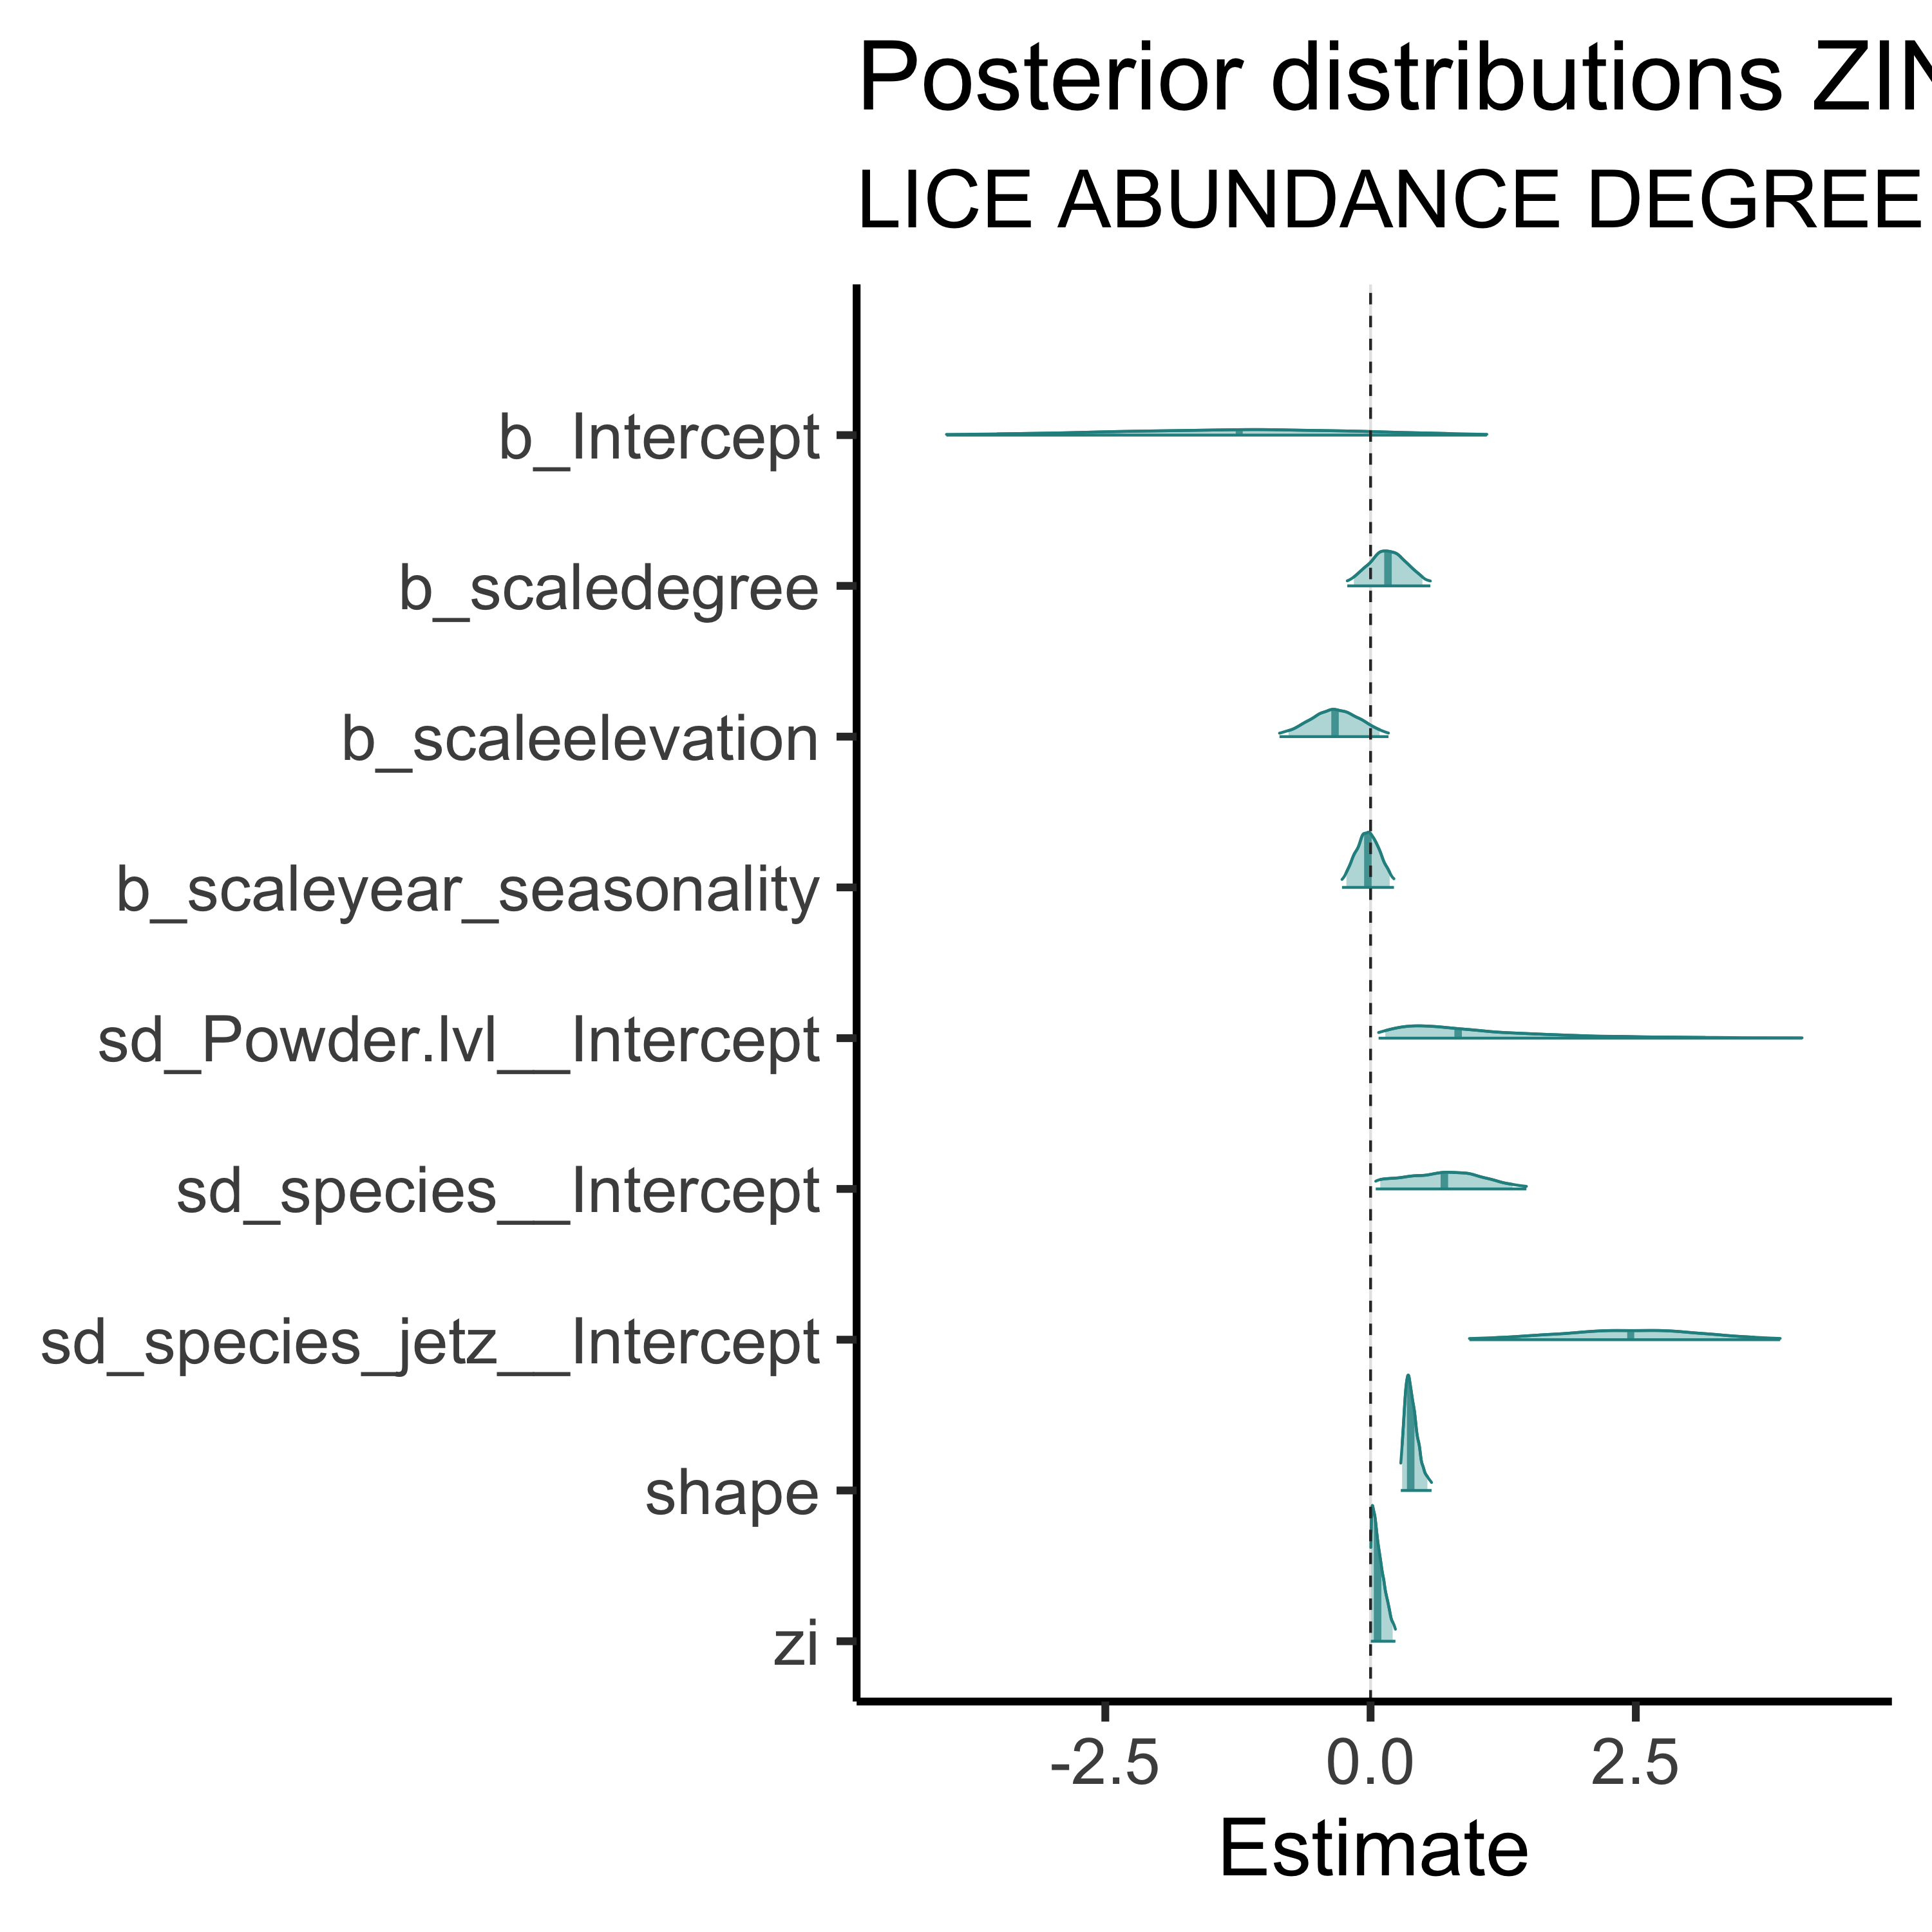 Posterior distributions ZIN
LICE ABUNDANCE DEGREE
b_Intercept
b_scaledegree
b_scaleelevation
b_scaleyear_seasonality
sd_Powder.lvl__Intercept
sd_species__Intercept
sd_species_jetz__Intercept
shape
zi
-2.5 0.0 2.5
Estimate